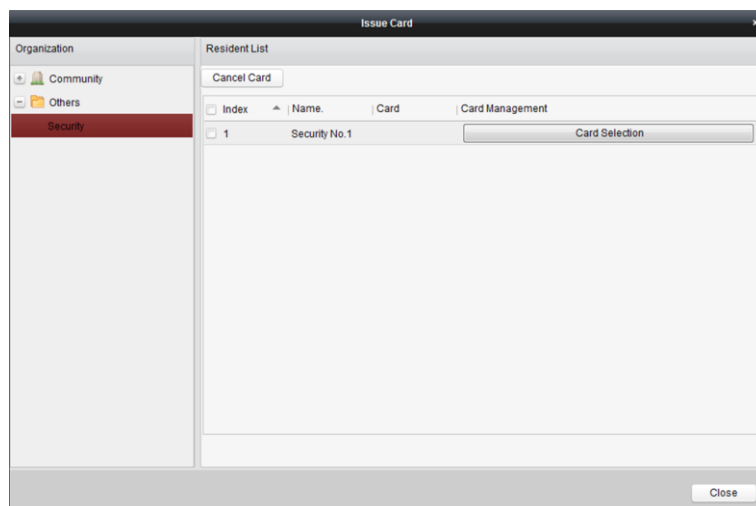 Issue Card
Organization
Resident List
Community
Others
Security
Cancel Card
Index Name. Card Card Management
1 Security No.1 Card Selection
Close